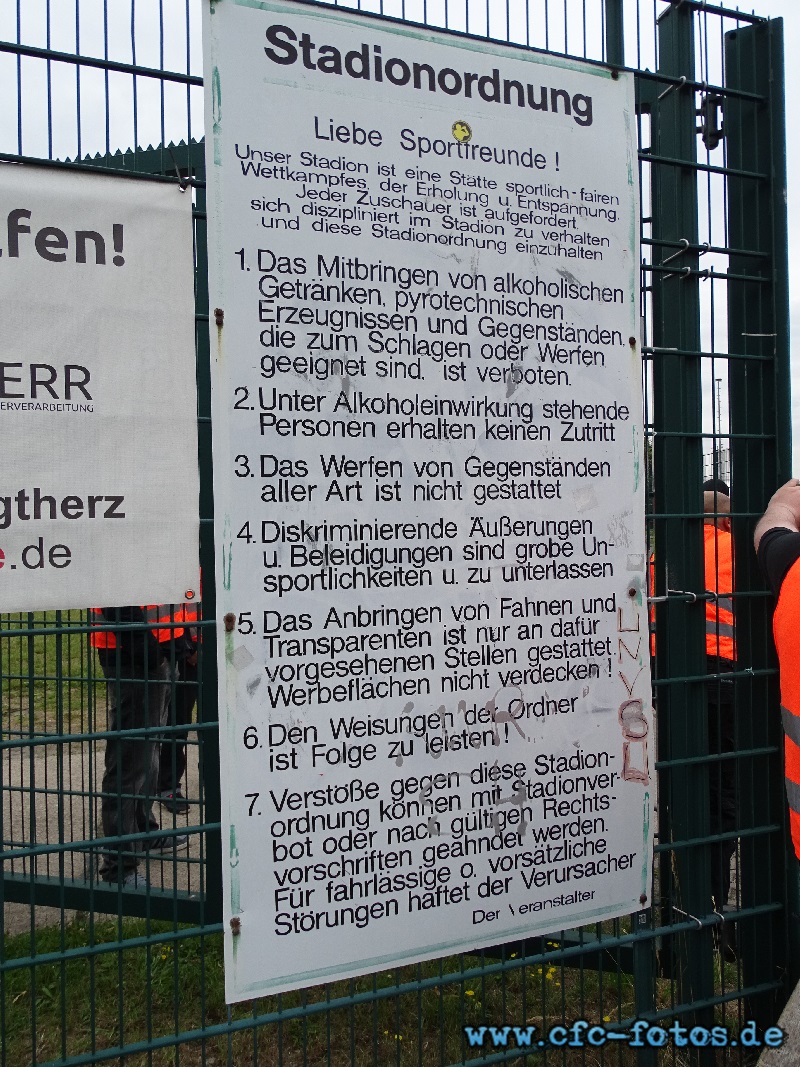 Stadionordnung
Liebe Sportfreunde !
Unser Stadion ist eine Stätte sportlich-fairen
Wettkampfes, der Erholung u. Entspannung.
Jeder Zuschauer ist aufgefordert,
sich diszipliniert im Stadion zu verhalten
und diese Stadionordnung einzuhalten
1. Das Mitbringen von alkoholischen
Getränken, pyrotechnischen
Erzeugnissen und Gegenständen,
die zum Schlagen oder Werfen
geeignet sind, ist verboten.
2. Unter Alkoholeinwirkung stehende
Personen erhalten keinen Zutritt
3. Das Werfen von Gegenständen
aller Art ist nicht gestattet
4. Diskriminierende Äußerungen
u. Beleidigungen sind grobe Un-
sportlichkeiten u. zu unterlassen
5. Das Anbringen von Fahnen und
Transparenten ist nur an dafür
vorgesehenen Stellen gestattet.
Werbeflächen nicht verdecken !
6. Den Weisungen der Ordner
ist Folge zu leisten !
7. Verstöße gegen diese Stadion-
ordnung können mit Stadionver-
bot oder nach gültigen Rechts-
vorschriften geahndet werden.
Für fahrlässige o. vorsätzliche
Störungen haftet der Verursacher
Der Veranstalter
fen!
ERR
ERVERARBEITUNG
gtherz
e.de
www.cfc-fotos.de